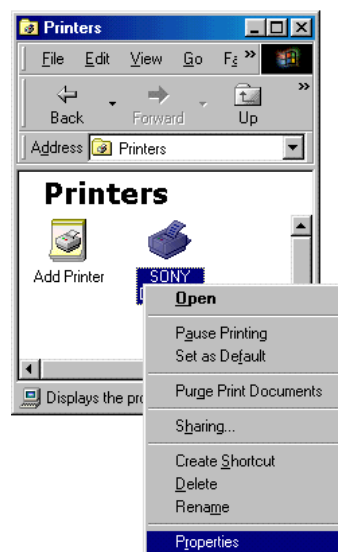 Printers
File Edit View Go Fa »
Back Forward Up »
Address Printers
Printers
Add Printer SONY
Open
Pause Printing
Set as Default
Purge Print Documents
Displays the pro
Sharing...
Create Shortcut
Delete
Rename
Properties